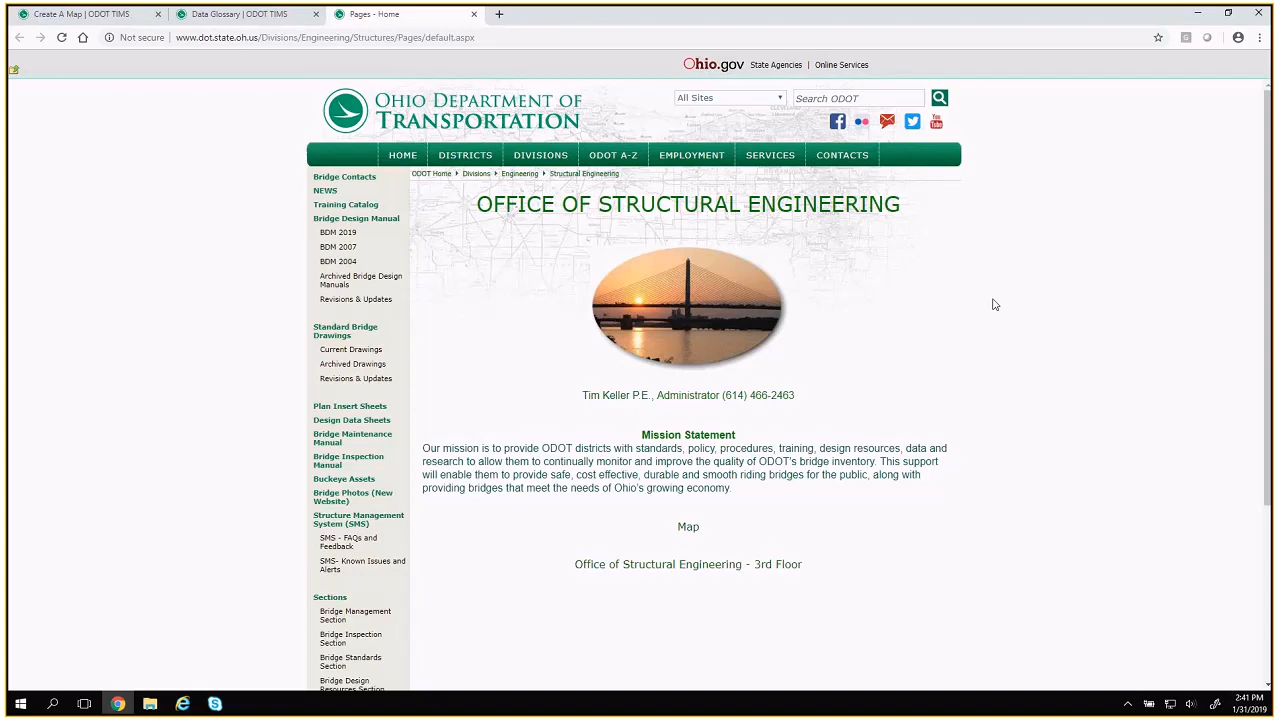 Create A Map | ODOT TIMS
Data Glossary | ODOT TIMS
Pages - Home
Not secure | www.dot.state.oh.us/Divisions/Engineering/Structures/Pages/default.aspx
Ohio.gov State Agencies | Online Services
OHIO DEPARTMENT OF
TRANSPORTATION
All Sites
Search ODOT
You
Tube
HOME DISTRICTS DIVISIONS ODOT A-Z EMPLOYMENT SERVICES CONTACTS
ODOT Home Divisions Engineering Structural Engineering
Bridge Contacts
NEWS
Training Catalog
Bridge Design Manual
BDM 2019
BDM 2007
BDM 2004
Archived Bridge Design
Manuals
Revisions & Updates
Standard Bridge
Drawings
Current Drawings
Archived Drawings
Revisions & Updates
Plan Insert Sheets
Design Data Sheets
Bridge Maintenance
Manual
Bridge Inspection
Manual
Buckeye Assets
Bridge Photos (New
Website)
Structure Management
System (SMS)
SMS - FAQs and
Feedback
SMS- Known Issues and
Alerts
Sections
Bridge Management
Section
Bridge Inspection
Section
Bridge Standards
Section
Bridge Design
Resources Section
OFFICE OF STRUCTURAL ENGINEERING
Tim Keller P.E., Administrator (614) 466-2463
Mission Statement
Our mission is to provide ODOT districts with standards, policy, procedures, training, design resources, data and
research to allow them to continually monitor and improve the quality of ODOT's bridge inventory. This support
will enable them to provide safe, cost effective, durable and smooth riding bridges for the public, along with
providing bridges that meet the needs of Ohio's growing economy.
Map
Office of Structural Engineering - 3rd Floor
2:41 PM
1/31/2019